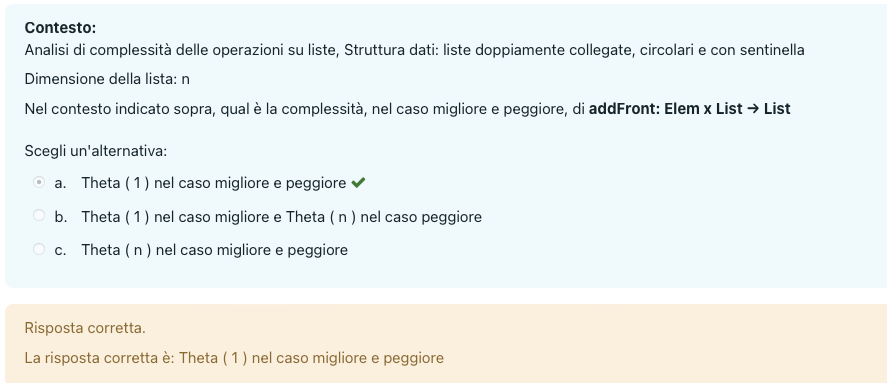 Contesto:
Analisi di complessità delle operazioni su liste, Struttura dati: liste doppiamente collegate, circolari e con sentinella
Dimensione della lista: n
Nel contesto indicato sopra, qual è la complessità, nel caso migliore e peggiore, di addFront: Elem x List → List
Scegli un'alternativa:
a. Theta ( 1 ) nel caso migliore e peggiore ✔
b. Theta ( 1 ) nel caso migliore e Theta ( n ) nel caso peggiore
c. Theta ( n ) nel caso migliore e peggiore
Risposta corretta.
La risposta corretta è: Theta ( 1 ) nel caso migliore e peggiore